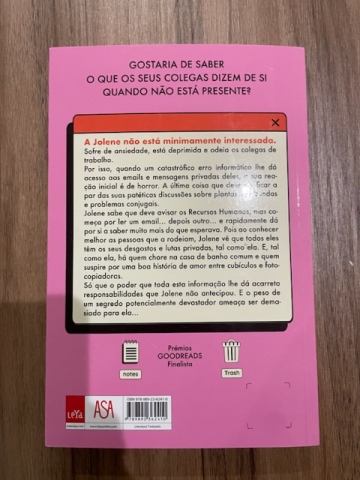 GOSTARIA DE SABER
O QUE OS SEUS COLEGAS DIZEM DE SI
QUANDO NÃO ESTÁ PRESENTE?
A Jolene não está minimamente interessada.
Sofre de ansiedade, está deprimida e odeia os colegas de
trabalho.
Por isso, quando um catastrófico erro informático lhe dá
acesso aos emails e mensagens privadas deles, a sua rea-
ção inicial é de horror. A última coisa que deseja é ficar a
par das suas patéticas discussões sobre plantas
e problemas conjugais.
Jolene sabe que deve avisar os Recursos Humanos, mas co-
meça por ler um email... depois outro... e rapidamente dá
por si a saber muito mais do que esperava. Pois ao conhecer
melhor as pessoas que a rodeiam, Jolene vê que todas eles
têm os seus desgostos e lutas privadas, tal como ela. E, tal
como ela, há quem chore na casa de banho comum e quem
suspire por uma boa história de amor entre cubículos e foto-
copiadoras.
Só que o poder que toda esta informação lhe dá acarreta
responsabilidades que Jolene não antecipou. E o peso de
um segredo potencialmente devastador ameaça ser dema-
siado para ela...
Prémios
GOODREADS
Finalista
notes
Trash
LEYA
ASA